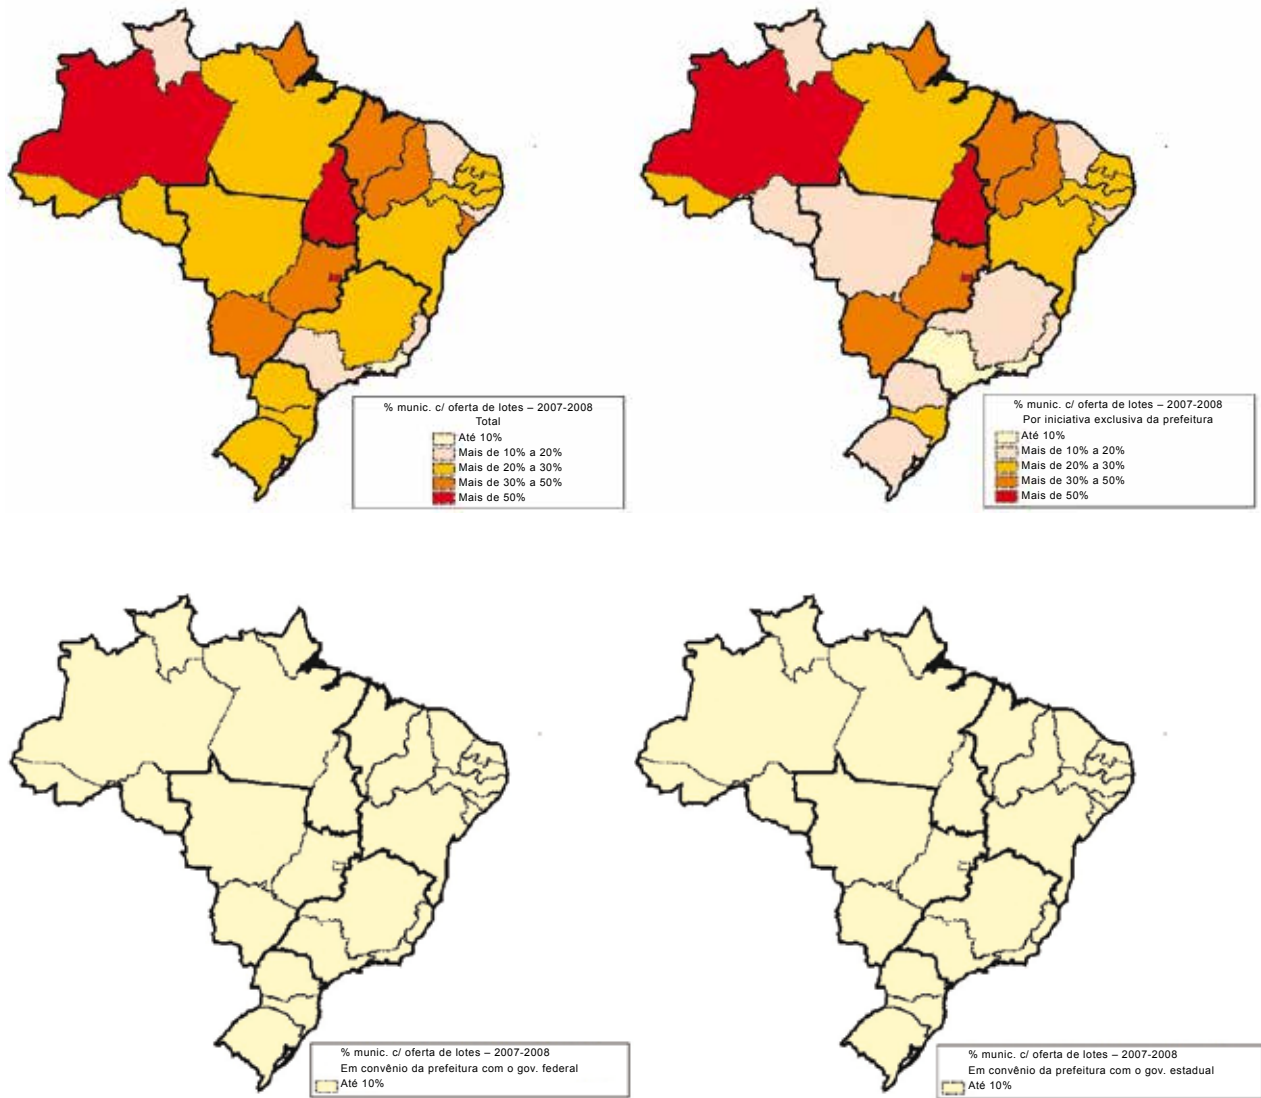 % munic. c/ oferta de lotes – 2007-2008
Total
Até 10%
Mais de 10% a 20%
Mais de 20% a 30%
Mais de 30% a 50%
Mais de 50%
% munic. c/ oferta de lotes – 2007-2008
Por iniciativa exclusiva da prefeitura
Até 10%
Mais de 10% a 20%
Mais de 20% a 30%
Mais de 30% a 50%
Mais de 50%
% munic. c/ oferta de lotes – 2007-2008
Em convênio da prefeitura com o gov. federal
Até 10%
% munic. c/ oferta de lotes – 2007-2008
Em convênio da prefeitura com o gov. estadual
Até 10%